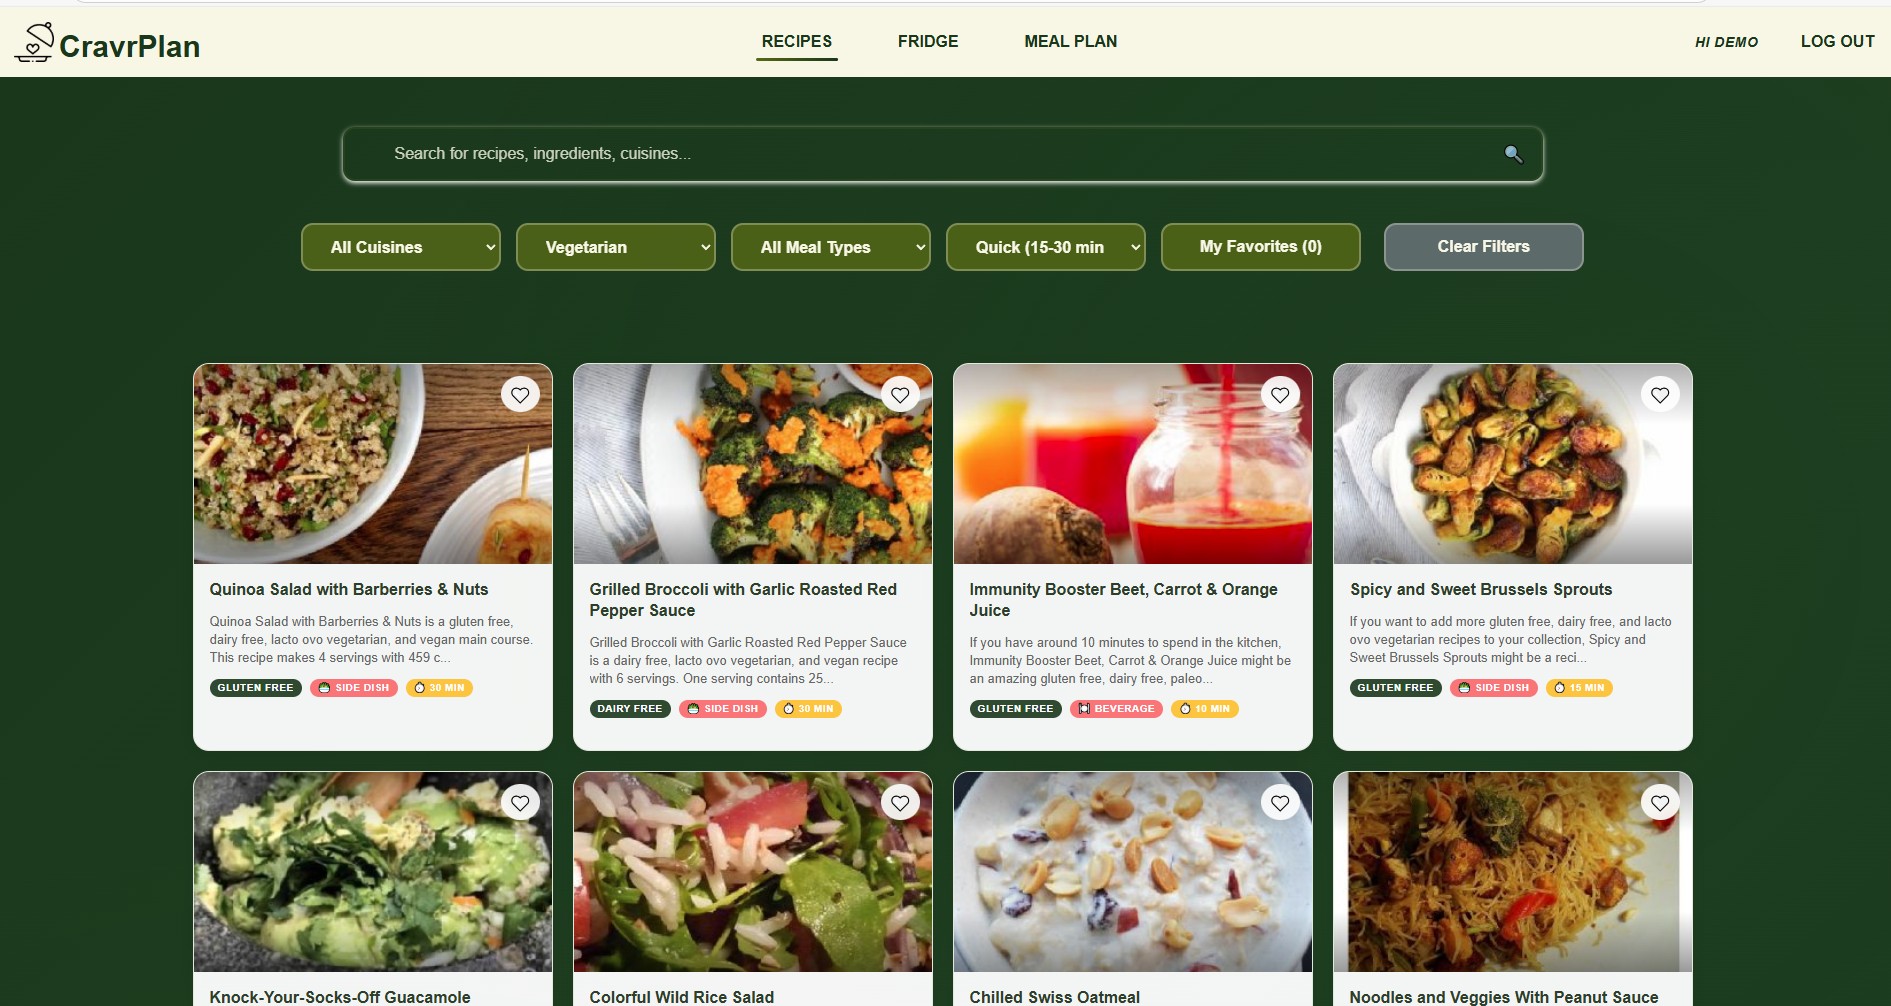 CravrPlan
RECIPES
FRIDGE
MEAL PLAN
HI DEMO
LOG OUT
Search for recipes, ingredients, cuisines...
All Cuisines
Vegetarian
All Meal Types
Quick (15-30 min
My Favorites (0)
Clear Filters
Quinoa Salad with Barberries & Nuts
Quinoa Salad with Barberries & Nuts is a gluten free,
dairy free, lacto ovo vegetarian, and vegan main course.
This recipe makes 4 servings with 459 c...
GLUTEN FREE
SIDE DISH
30 MIN
Grilled Broccoli with Garlic Roasted Red
Pepper Sauce
Grilled Broccoli with Garlic Roasted Red Pepper Sauce
is a dairy free, lacto ovo vegetarian, and vegan recipe
with 6 servings. One serving contains 25...
DAIRY FREE
SIDE DISH
30 MIN
Immunity Booster Beet, Carrot & Orange
Juice
If you have around 10 minutes to spend in the kitchen,
Immunity Booster Beet, Carrot & Orange Juice might be
an amazing gluten free, dairy free, paleo...
GLUTEN FREE
BEVERAGE
10 MIN
Spicy and Sweet Brussels Sprouts
If you want to add more gluten free, dairy free, and lacto
ovo vegetarian recipes to your collection, Spicy and
Sweet Brussels Sprouts might be a reci...
GLUTEN FREE
SIDE DISH
15 MIN
Knock-Your-Socks-Off Guacamole
Colorful Wild Rice Salad
Chilled Swiss Oatmeal
Noodles and Veggies With Peanut Sauce